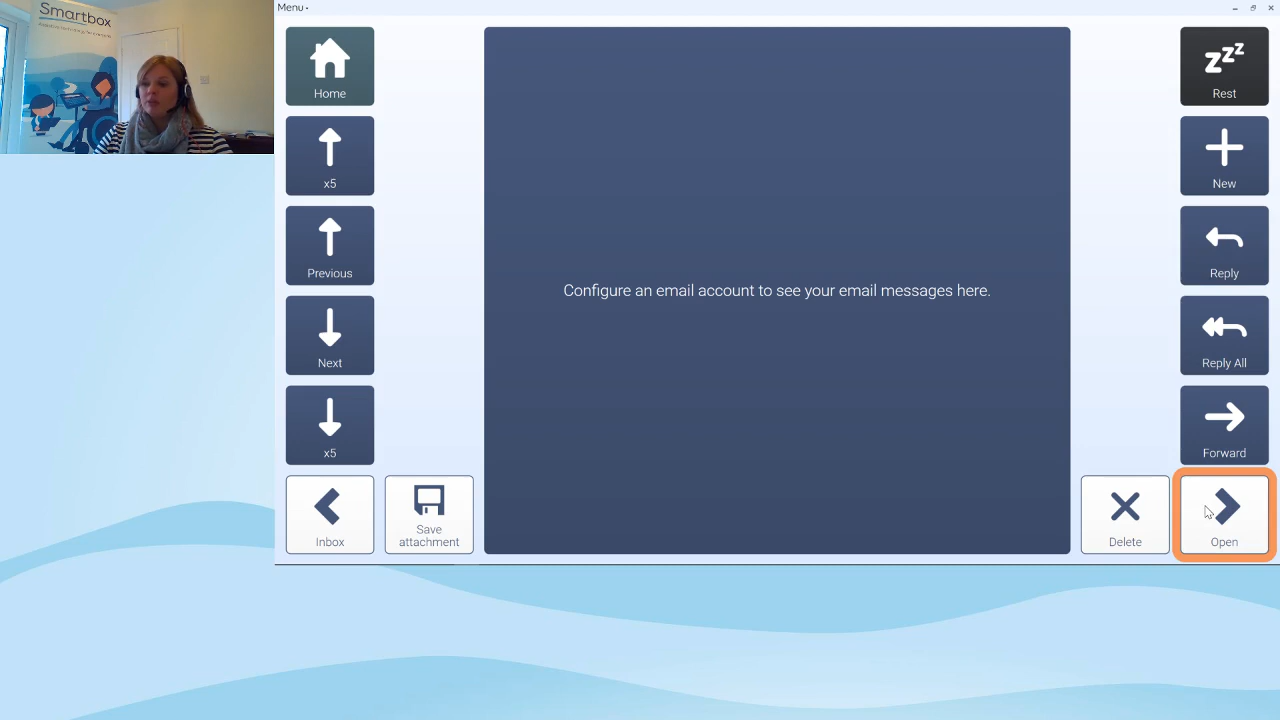 Smartbox
Menu
Home
x5
Previous
Next
x5
Inbox
Save
attachment
Configure an email account to see your email messages here.
zzz
Rest
New
Reply
Reply All
Forward
Delete
Open